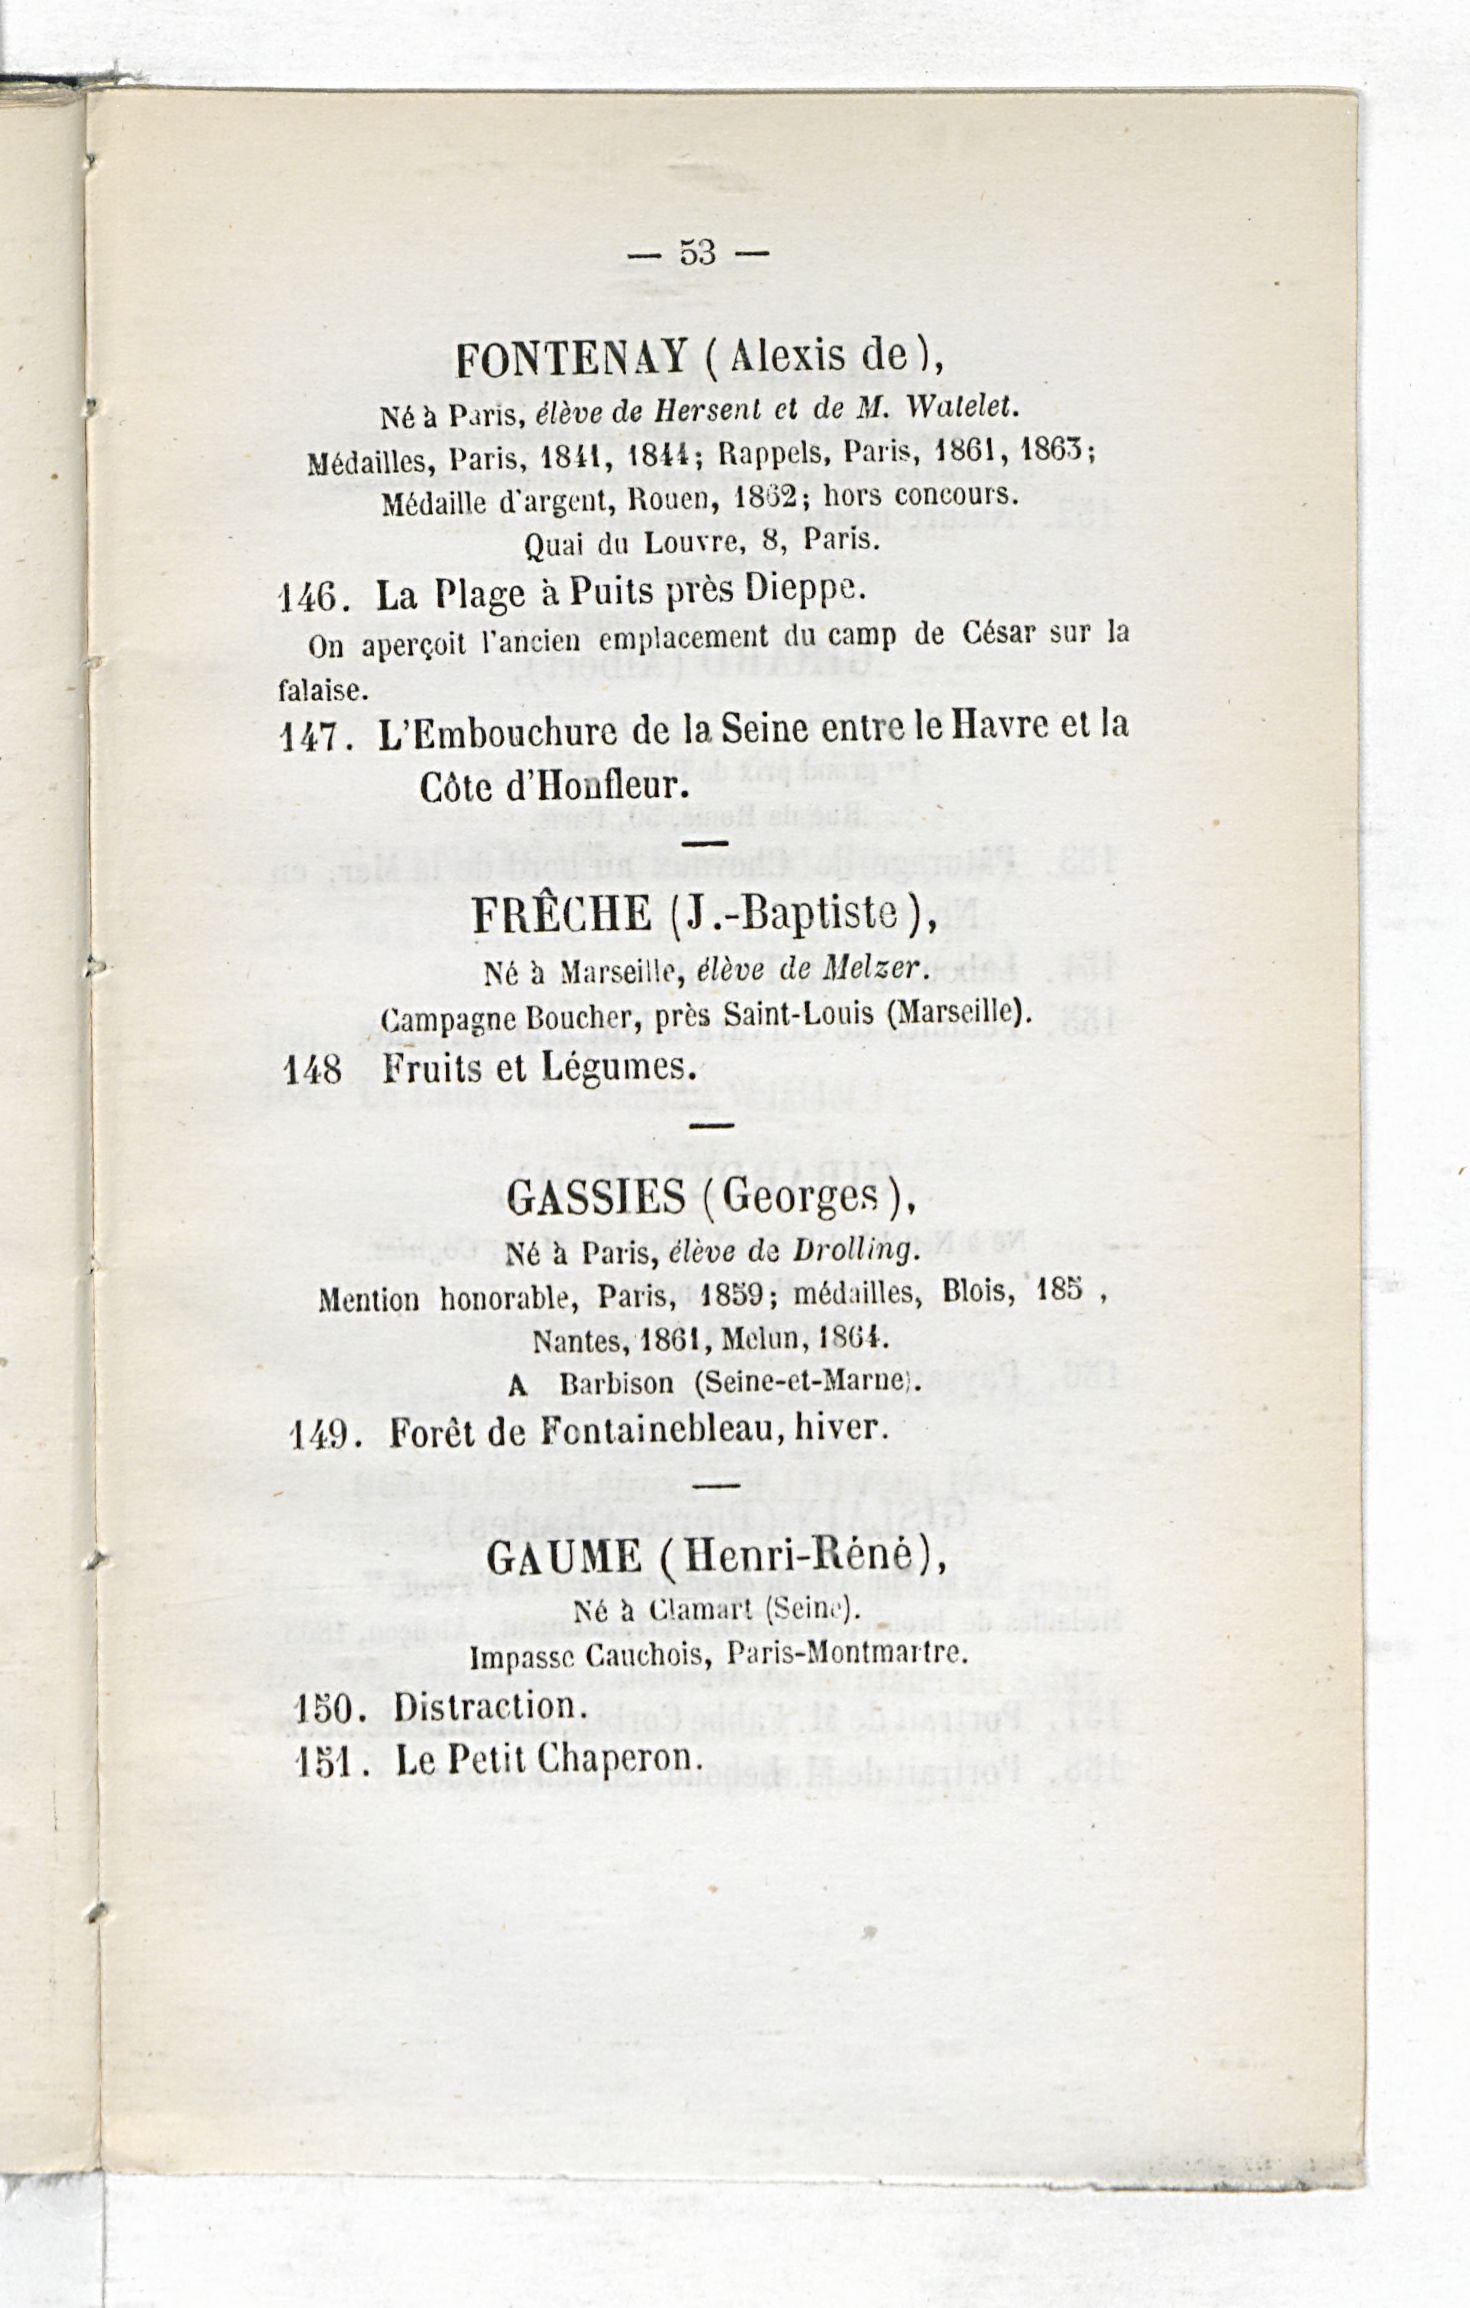 — 53 —
FONTENAY (Alexis de),
Né à Paris, élève de Hersent et de M. Watelet.
Médailles, Paris, 1841, 1844; Rappels, Paris, 1861, 1863;
Médaille d'argent, Rouen, 1862; hors concours.
Quai du Louvre, 8, Paris.
146. La Plage à Puits près Dieppe.
On aperçoit l'ancien emplacement du camp de César sur la
falaise.
147. L'Embouchure de la Seine entre le Havre et la
Côte d'Honfleur.
—
FRÊCHE (J.-Baptiste),
Né à Marseille, élève de Melzer.
Campagne Boucher, près Saint-Louis (Marseille).
148 Fruits et Légumes.
—
GASSIES (Georges),
Né à Paris, élève de Drolling.
Mention honorable, Paris, 1859; médailles, Blois, 185 ,
Nantes, 1861, Melun, 1864.
A Barbison (Seine-et-Marne).
149. Forêt de Fontainebleau, hiver.
—
GAUME (Henri-Réné),
Né à Clamart (Seine).
Impasse Cauchois, Paris-Montmartre.
150. Distraction.
151. Le Petit Chaperon.